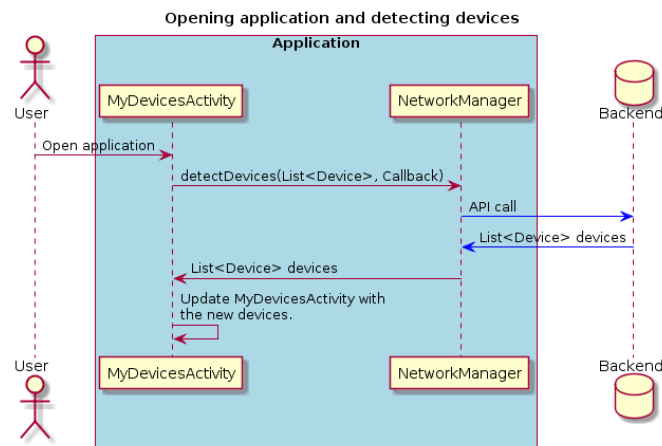 Opening application and detecting devices
Application
User
MyDevicesActivity
NetworkManager
Backend
Open application
detectDevices(List<Device>, Callback)
API call
List<Device> devices
List<Device> devices
Update MyDevicesActivity with
the new devices.
User
MyDevicesActivity
NetworkManager
Backend